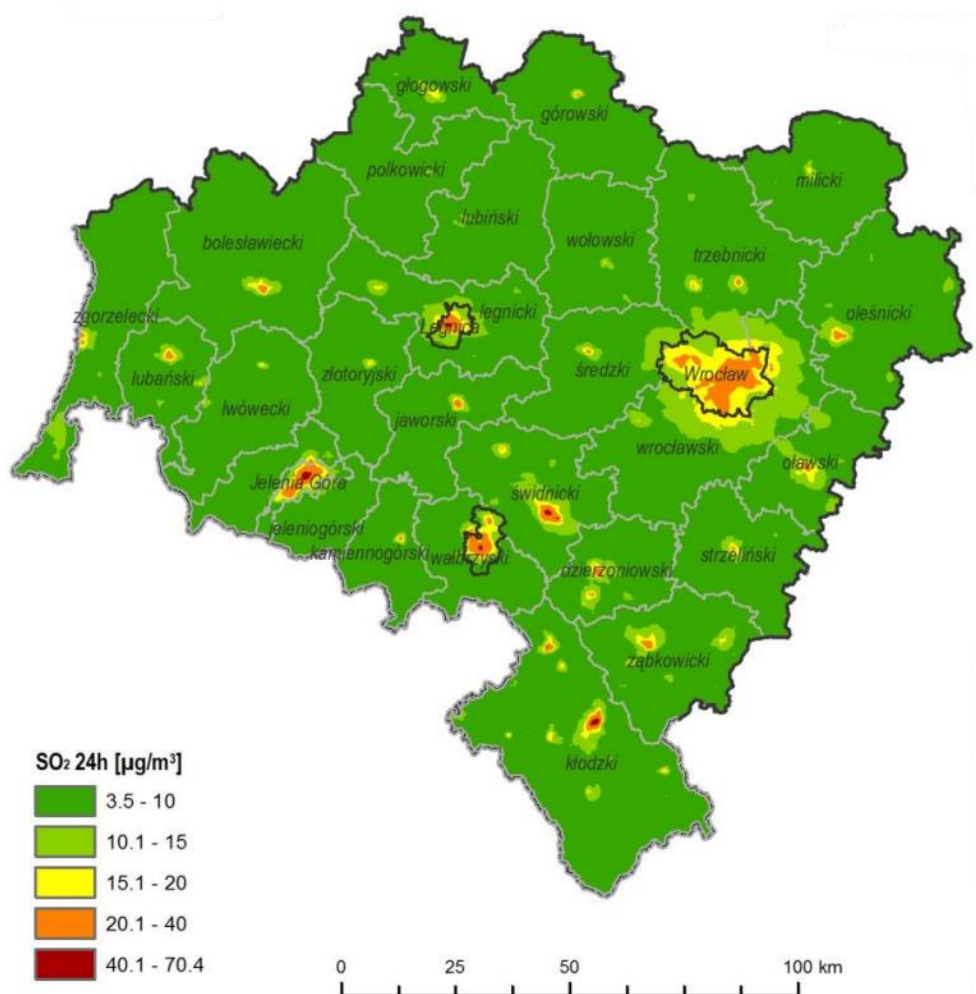 głogowski
górowski
polkowicki
milicki
lubiński
bolesławiecki
wołowski
trzebnicki
zgorzelecki
Legnica
legnicki
oleśnicki
lubański
złotoryjski
średzki
Wrocław
lwówecki
jaworski
wrocławski
oławski
Jelenia Góra
świdnicki
jeleniogórski
kamiennogórski
wałbrzyski
dzierżoniowski
strzeliński
ząbkowicki
kłodzki
SO₂ 24h [µg/m³]
3.5 - 10
10.1 - 15
15.1 - 20
20.1 - 40
40.1 - 70.4
0 25 50 100 km